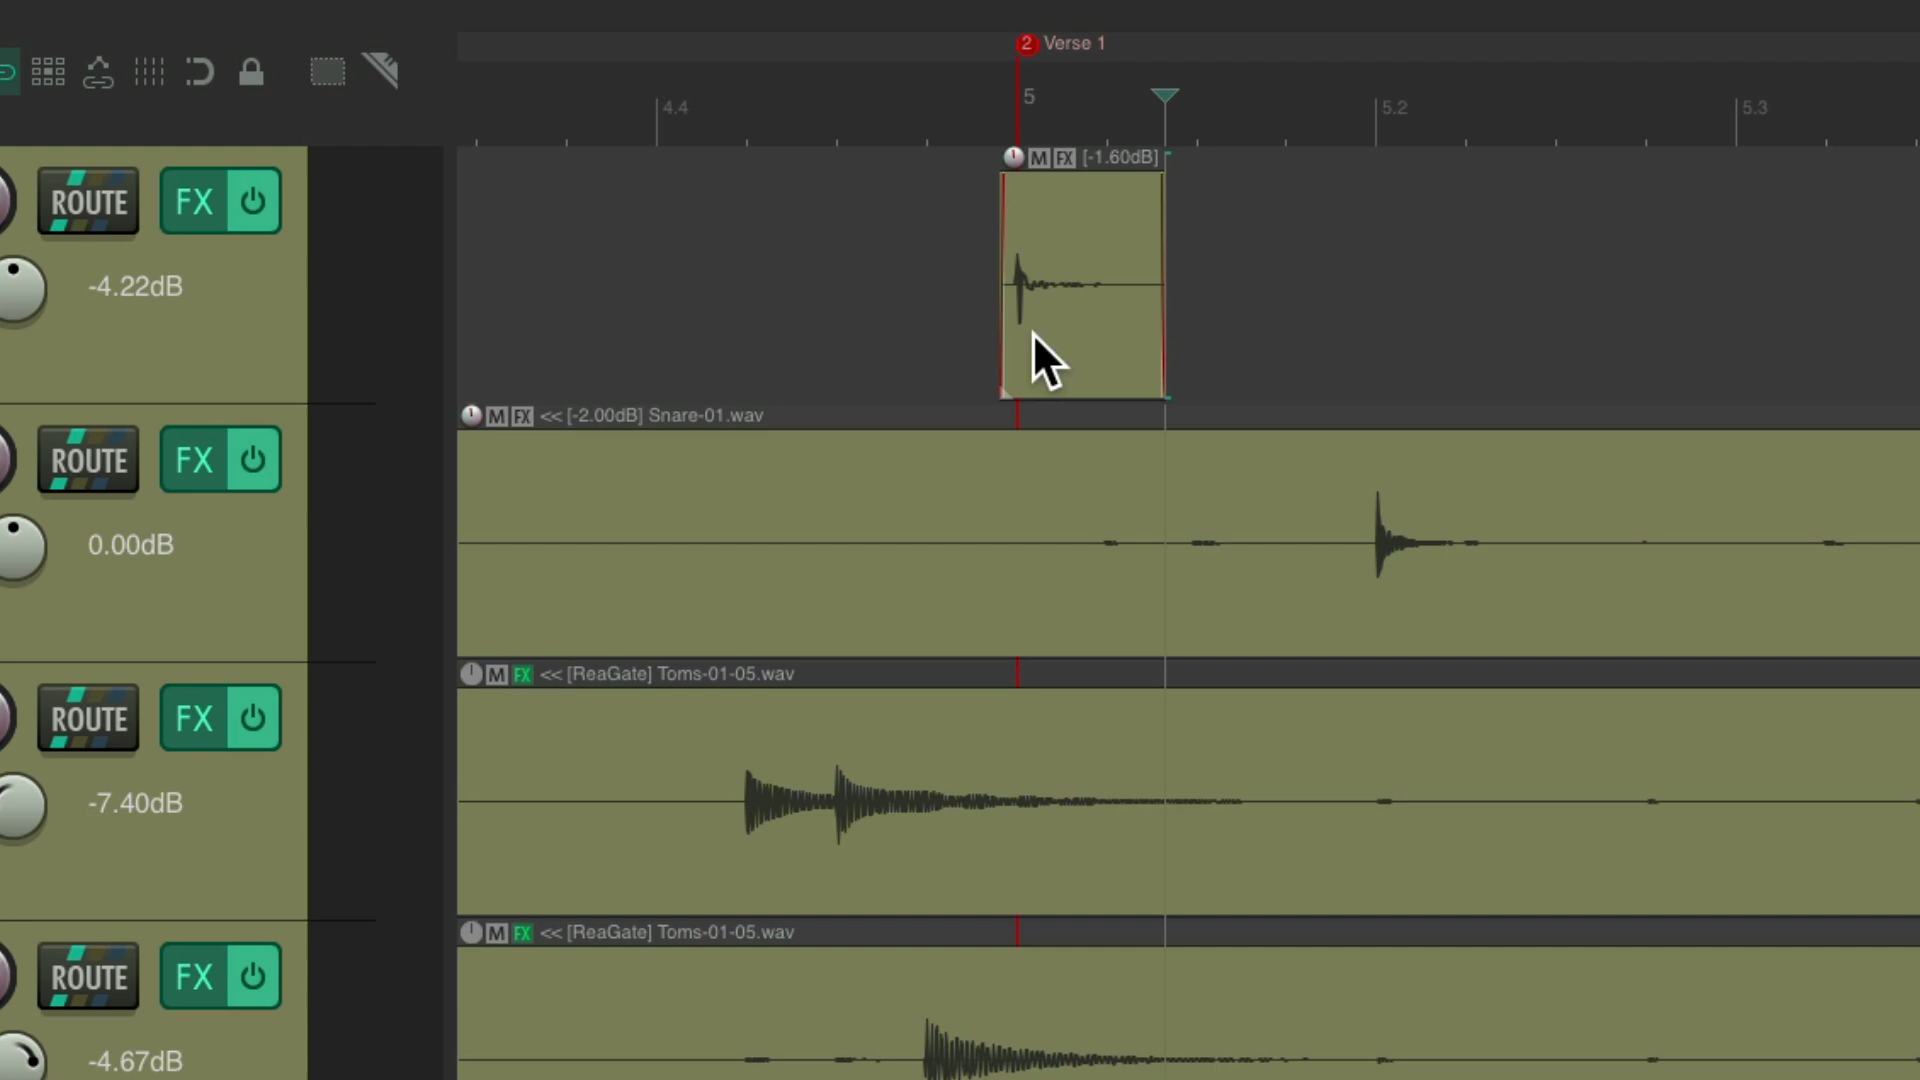 2 Verse 1
4.4
5
5.2
5.3
M FX [-1.60dB]
ROUTE FX
-4.22dB
M FX << [-2.00dB] Snare-01.wav
ROUTE FX
0.00dB
M FX << [ReaGate] Toms-01-05.wav
ROUTE FX
-7.40dB
M FX << [ReaGate] Toms-01-05.wav
ROUTE FX
-4.67dB